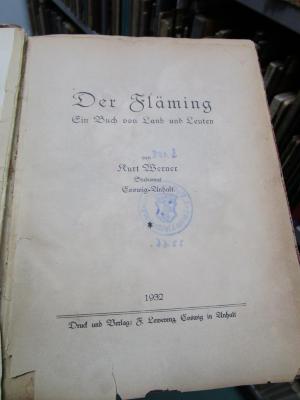 Der Fläming
Ein Buch von Land und Leuten
von
Kurt Werner
Studienrat
Coswig-Anhalt
*
1932
Druck und Verlag: F. Lewerenz, Coswig in Anhalt